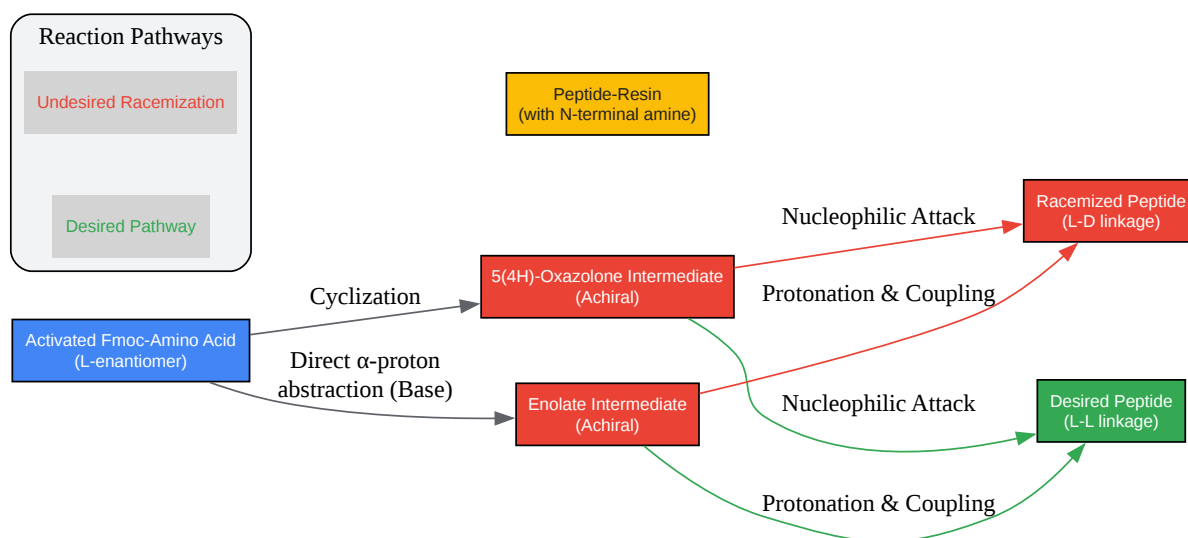 Reaction Pathways
Undesired Racemization
Desired Pathway
Peptide-Resin
(with N-terminal amine)
Activated Fmoc-Amino Acid
(L-enantiomer)
Cyclization
Direct α-proton
abstraction (Base)
5(4H)-Oxazolone Intermediate
(Achiral)
Enolate Intermediate
(Achiral)
Nucleophilic Attack
Protonation & Coupling
Nucleophilic Attack
Protonation & Coupling
Racemized Peptide
(L-D linkage)
Desired Peptide
(L-L linkage)